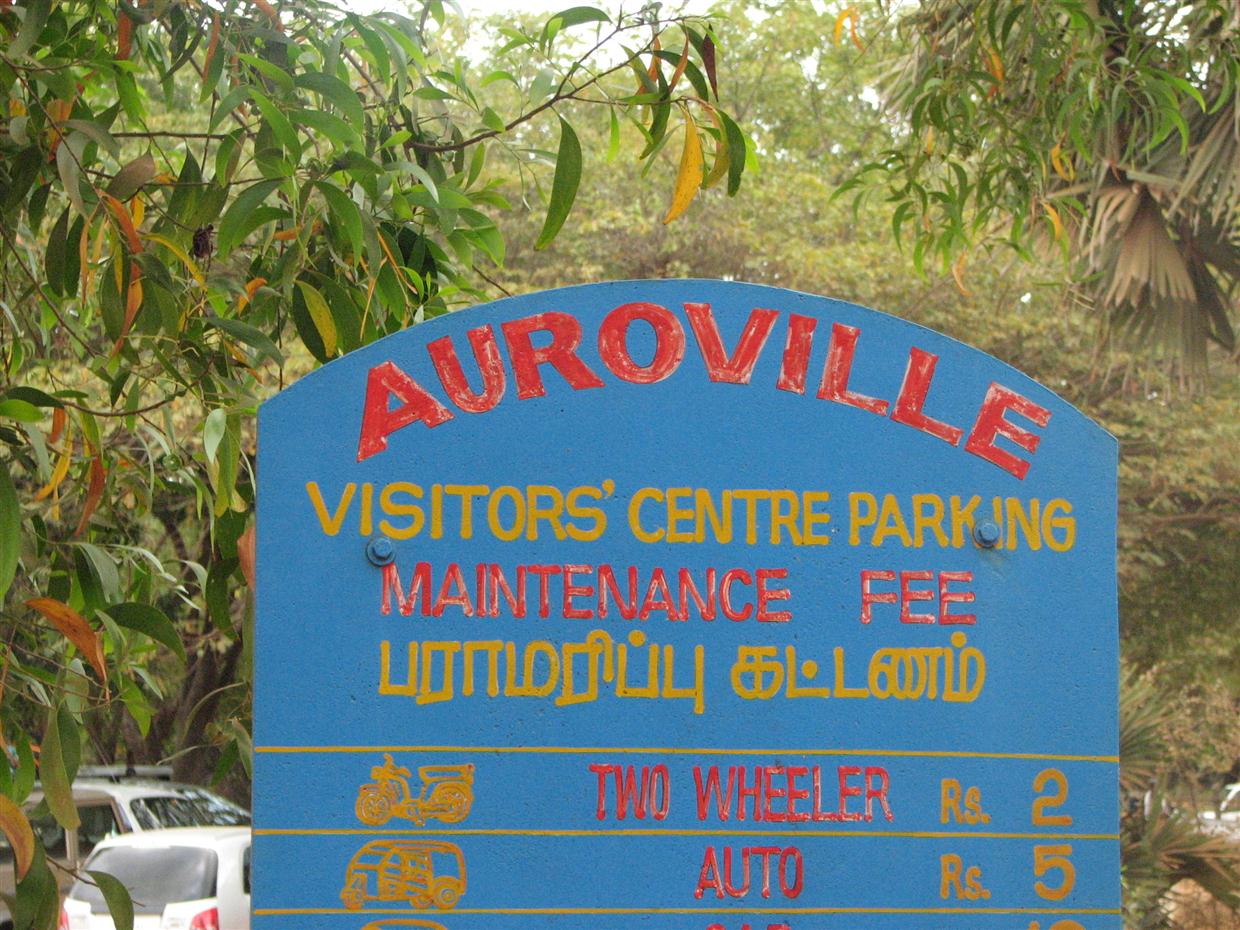 AUROVILLE
VISITORS' CENTRE PARKING
MAINTENANCE FEE
பராமரிப்பு கட்டணம்
TWO WHEELER Rs. 2
AUTO Rs. 5